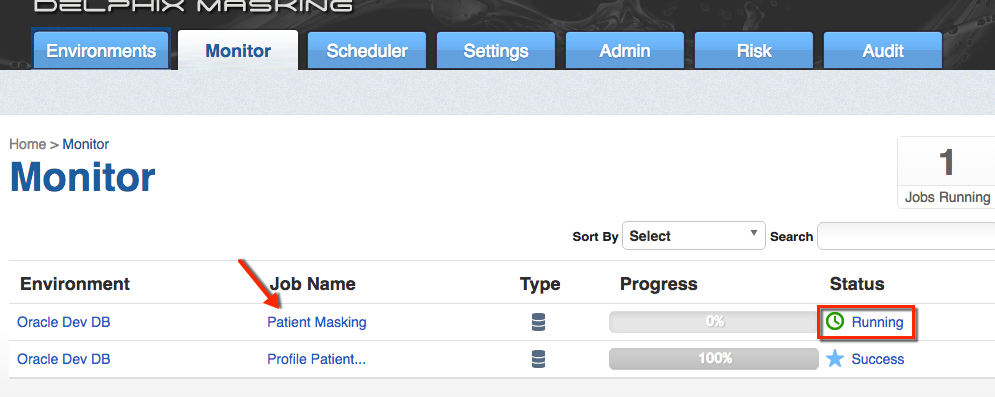 DELPHIX MASKING
Environments Monitor Scheduler Settings Admin Risk Audit
Home > Monitor
Monitor
1
Jobs Running
Sort By Select Search
Environment Job Name Type Progress Status
Oracle Dev DB Patient Masking 0% Running
Oracle Dev DB Profile Patient... 100% Success